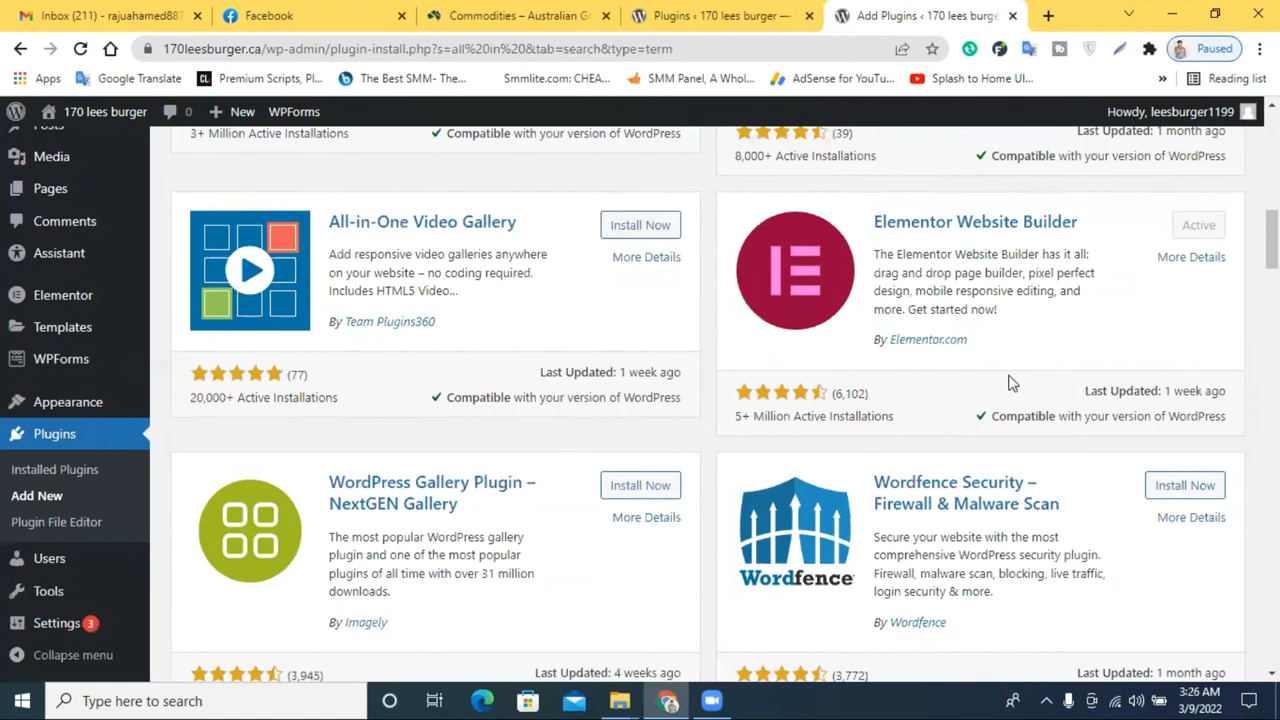 Inbox (211) - rajuahamed887
Facebook
Commodities – Australian Gr
Plugins ‹ 170 lees burger —
Add Plugins ‹ 170 lees burge
170leesburger.ca/wp-admin/plugin-install.php?s=all%20in%20&tab=search&type=term
Paused
Apps
Google Translate
Premium Scripts, Pl...
The Best SMM- The...
Smmlite.com: CHEA...
SMM Panel, A Whol...
AdSense for YouTu...
Splash to Home UI...
»
Reading list
170 lees burger
0
New
WPForms
Howdy, leesburger1199
Posts
Media
Pages
Comments
Assistant
Elementor
Templates
WPForms
Appearance
Plugins
Installed Plugins
Add New
Plugin File Editor
Users
Tools
Settings 3
Collapse menu
3+ Million Active Installations
Compatible with your version of WordPress
(39)
Last Updated: 1 month ago
8,000+ Active Installations
Compatible with your version of WordPress
All-in-One Video Gallery
Install Now
More Details
Add responsive video galleries anywhere
on your website – no coding required.
Includes HTML5 Video...
By Team Plugins360
(77)
Last Updated: 1 week ago
20,000+ Active Installations
Compatible with your version of WordPress
Elementor Website Builder
Active
More Details
The Elementor Website Builder has it all:
drag and drop page builder, pixel perfect
design, mobile responsive editing, and
more. Get started now!
By Elementor.com
(6,102)
Last Updated: 1 week ago
5+ Million Active Installations
Compatible with your version of WordPress
WordPress Gallery Plugin –
NextGEN Gallery
Install Now
More Details
The most popular WordPress gallery
plugin and one of the most popular
plugins of all time with over 31 million
downloads.
By Imagely
(3,945)
Last Updated: 4 weeks ago
Wordfence
Wordfence Security –
Firewall & Malware Scan
Install Now
More Details
Secure your website with the most
comprehensive WordPress security plugin.
Firewall, malware scan, blocking, live traffic,
login security & more.
By Wordfence
(3,772)
Last Updated: 1 month ago
Type here to search
3:26 AM
3/9/2022